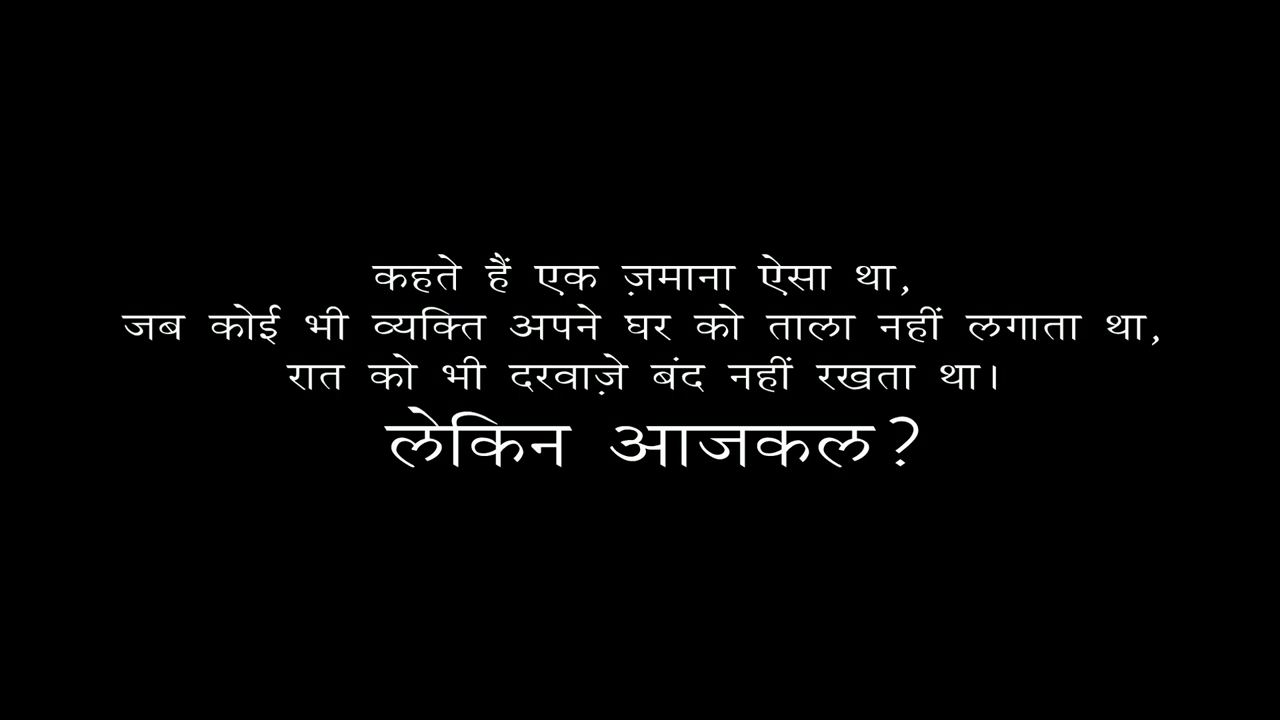 कहते हैं एक ज़माना ऐसा था,
जब कोई भी व्यक्ति अपने घर को ताला नहीं लगाता था,
रात को भी दरवाज़े बंद नहीं रखता था।
लेकिन आजकल?